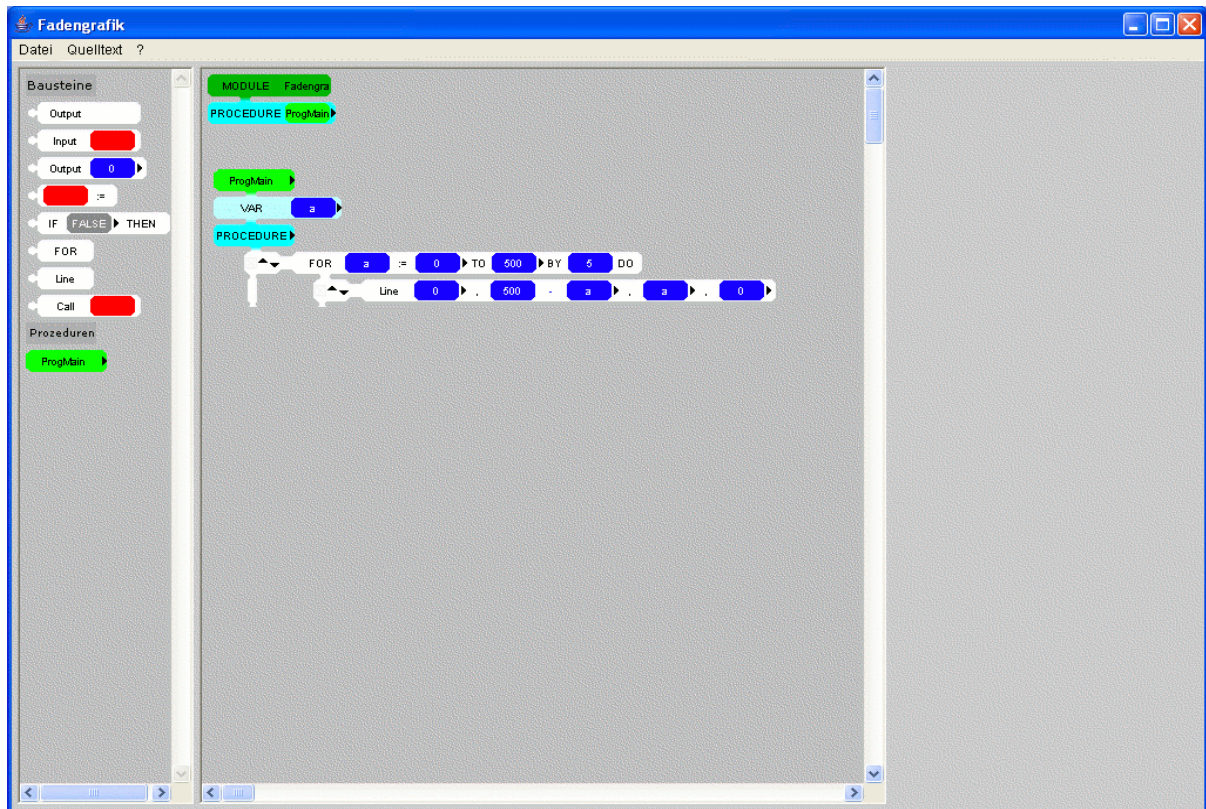 Fadengrafik
Datei Quelltext ?
Bausteine
Output
Input
Output 0
:=
IF FALSE THEN
FOR
Line
Call
Prozeduren
ProgMain
MODULE Fadengra
PROCEDURE ProgMain
ProgMain
VAR a
PROCEDURE
FOR a := 0 TO 500 BY 5 DO
Line 0 , 500 - a , a , 0